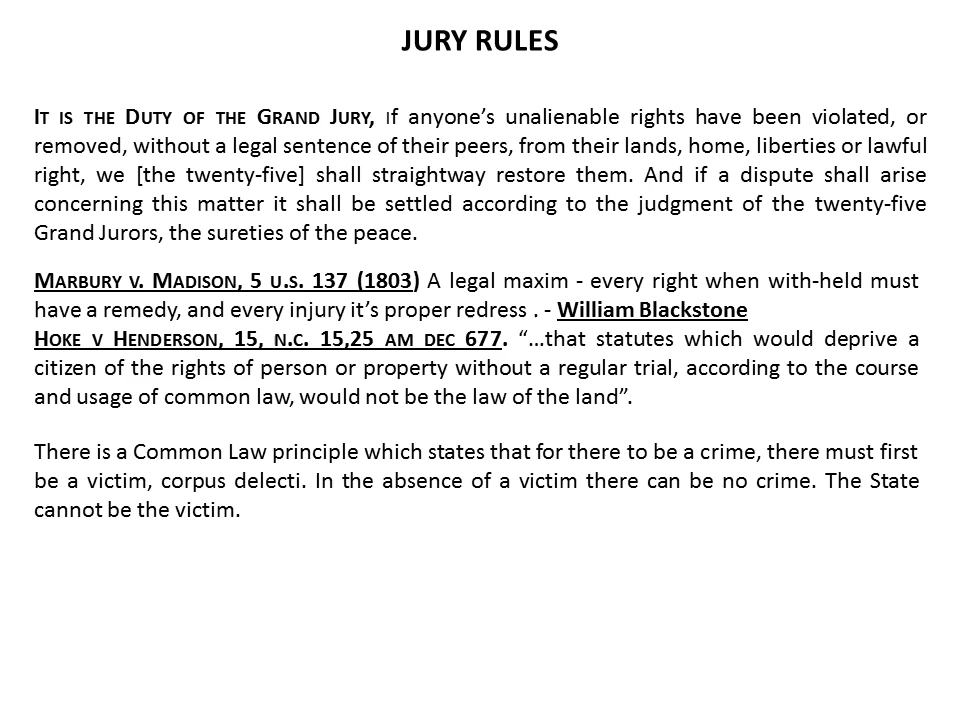 JURY RULES
IT IS THE DUTY OF THE GRAND JURY, If anyone’s unalienable rights have been violated, or
removed, without a legal sentence of their peers, from their lands, home, liberties or lawful
right, we [the twenty-five] shall straightway restore them. And if a dispute shall arise
concerning this matter it shall be settled according to the judgment of the twenty-five
Grand Jurors, the sureties of the peace.
MARBURY V. MADISON, 5 U.S. 137 (1803) A legal maxim - every right when with-held must
have a remedy, and every injury it’s proper redress . - William Blackstone
HOKE V HENDERSON, 15, N.C. 15,25 AM DEC 677. “…that statutes which would deprive a
citizen of the rights of person or property without a regular trial, according to the course
and usage of common law, would not be the law of the land”.
There is a Common Law principle which states that for there to be a crime, there must first
be a victim, corpus delecti. In the absence of a victim there can be no crime. The State
cannot be the victim.